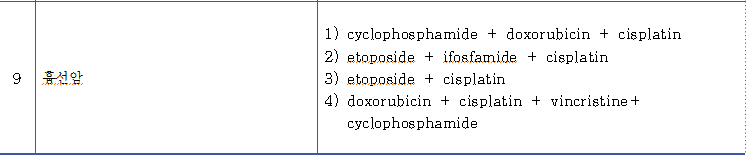 1) cyclophosphamide + doxorubicin + cisplatin
2) etoposide + ifosfamide + cisplatin
9 흉선암
3) etoposide + cisplatin
4) doxorubicin + cisplatin + vincristine+
cyclophosphamide